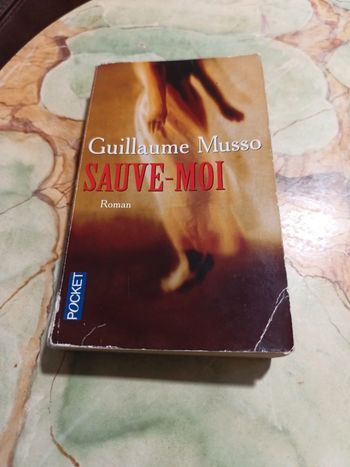 Guillaume Musso
SAUVE-MOI
Roman
POCKET